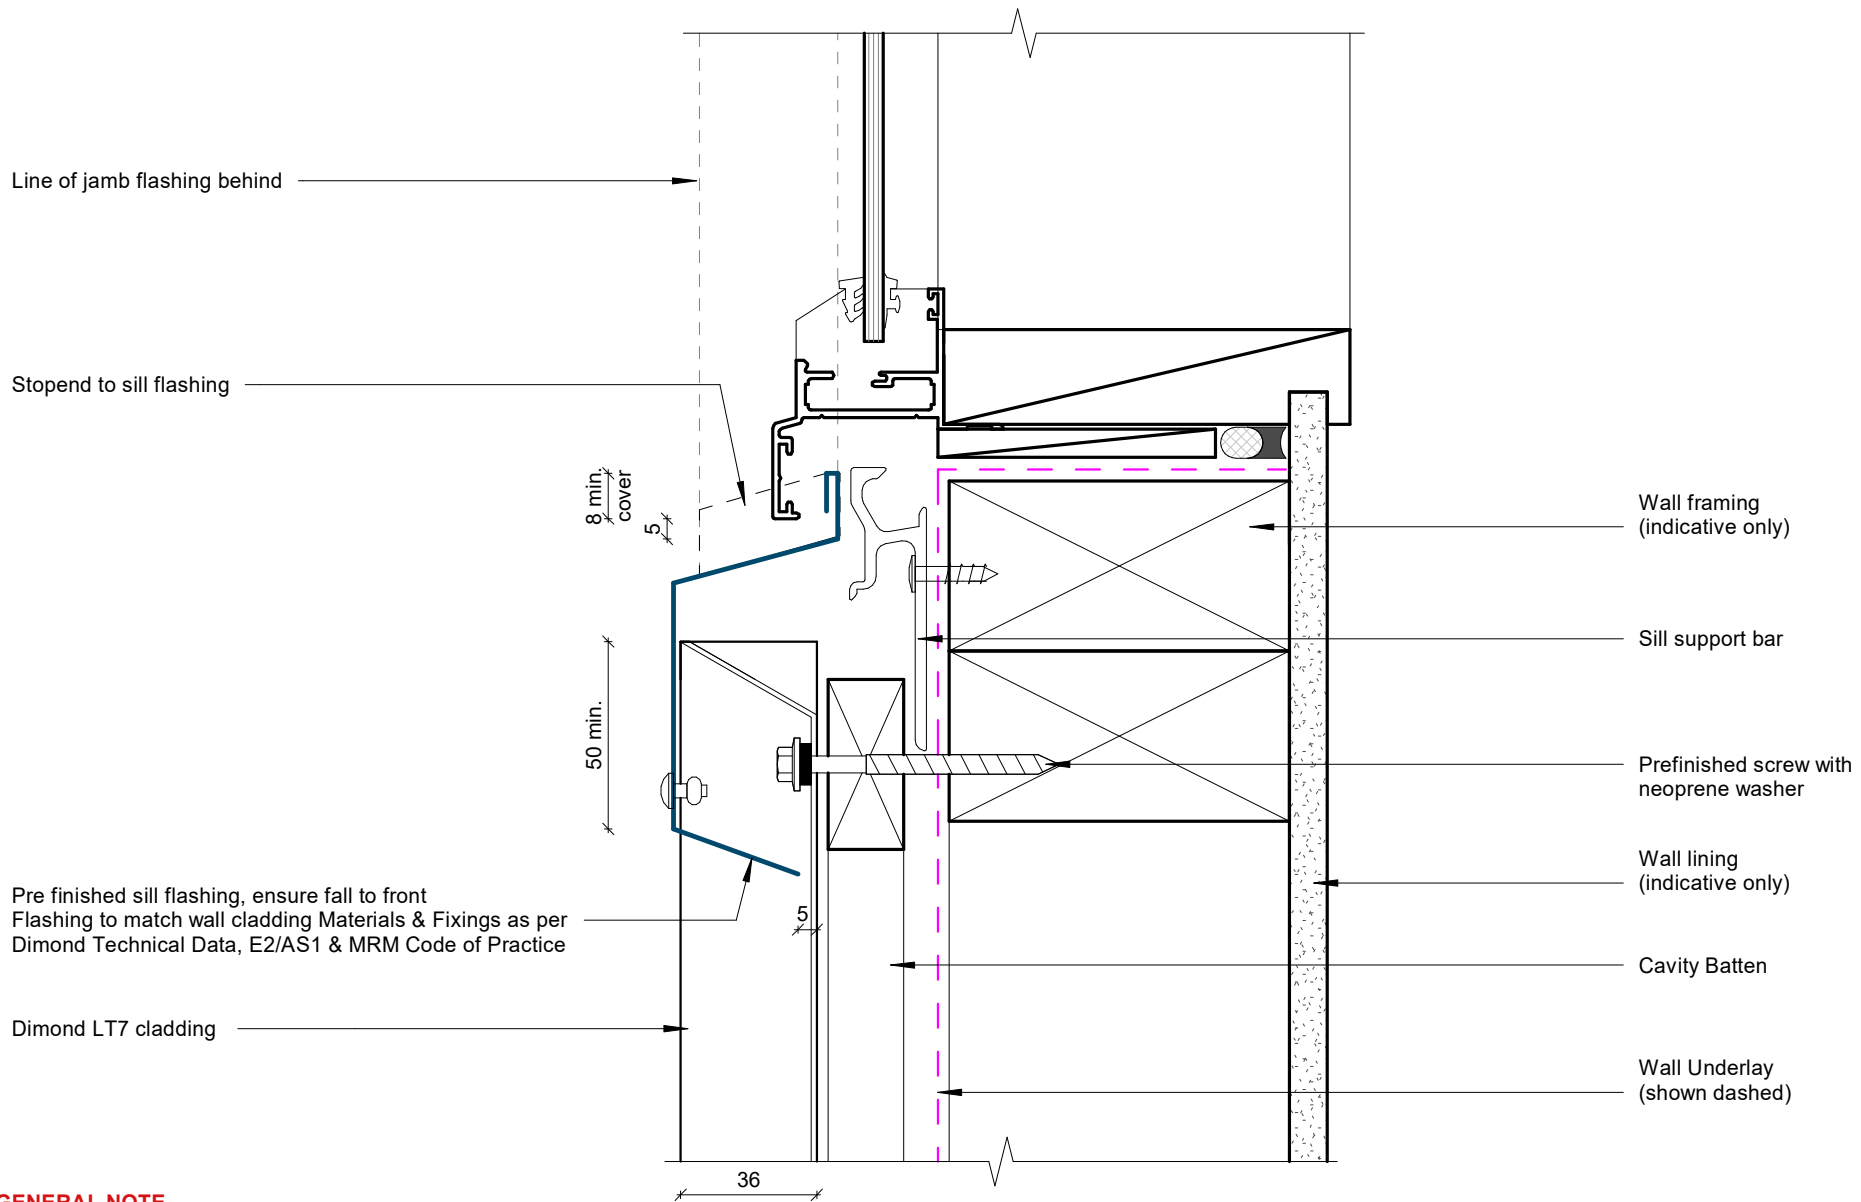 Line of jamb flashing behind
Stopend to sill flashing
8 min.
cover
5
Wall framing
(indicative only)
Sill support bar
50 min.
Prefinished screw with
neoprene washer
Wall lining
(indicative only)
Pre finished sill flashing, ensure fall to front
Flashing to match wall cladding Materials & Fixings as per
Dimond Technical Data, E2/AS1 & MRM Code of Practice
5
Cavity Batten
Dimond LT7 cladding
Wall Underlay
(shown dashed)
36
GENERAL NOTE